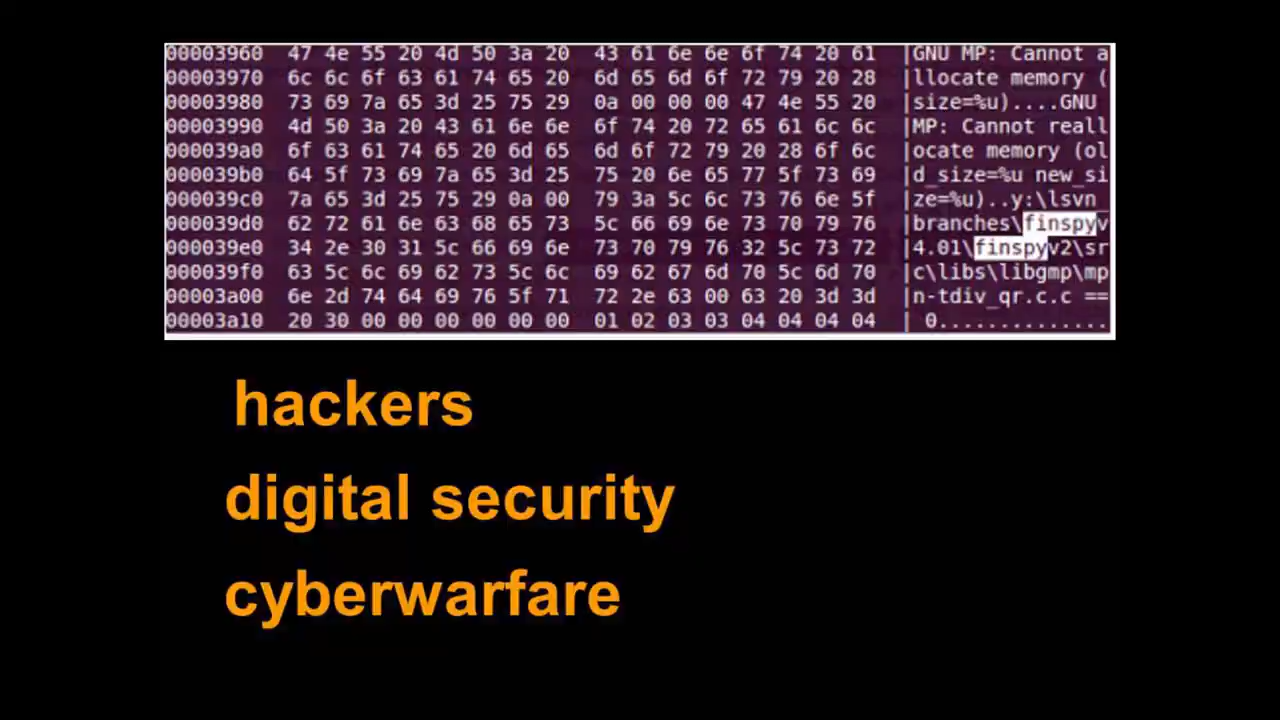 00003960  47 4e 55 20 4d 50 3a 20  43 61 6e 6e 6f 74 20 61  |GNU MP: Cannot a
00003970  6c 6c 6f 63 61 74 65 20  6d 65 6d 6f 72 79 20 28  |llocate memory (
00003980  73 69 7a 65 3d 25 75 29  0a 00 00 00 47 4e 55 20  |size=%u)....GNU
00003990  4d 50 3a 20 43 61 6e 6e  6f 74 20 72 65 61 6c 6c  |MP: Cannot reall
000039a0  6f 63 61 74 65 20 6d 65  6d 6f 72 79 20 28 6f 6c  |ocate memory (ol
000039b0  64 5f 73 69 7a 65 3d 25  75 20 6e 65 77 5f 73 69  |d_size=%u new_si
000039c0  7a 65 3d 25 75 29 0a 00  79 3a 5c 6c 73 76 6e 5f  |ze=%u)..y:\lsvn_
000039d0  62 72 61 6e 63 68 65 73  5c 66 69 6e 73 70 79 76  |branches\finspyv
000039e0  34 2e 30 31 5c 66 69 6e  73 70 79 76 32 5c 73 72  |4.01\finspyv2\sr
000039f0  63 5c 6c 69 62 73 5c 6c  69 62 67 6d 70 5c 6d 70  |c\libs\libgmp\mp
00003a00  6e 2d 74 64 69 76 5f 71  72 2e 63 00 63 20 3d 3d  |n-tdiv_qr.c.c ==
00003a10  20 30 00 00 00 00 00 00  01 02 03 03 04 04 04 04  | 0..............
hackers
digital security
cyberwarfare